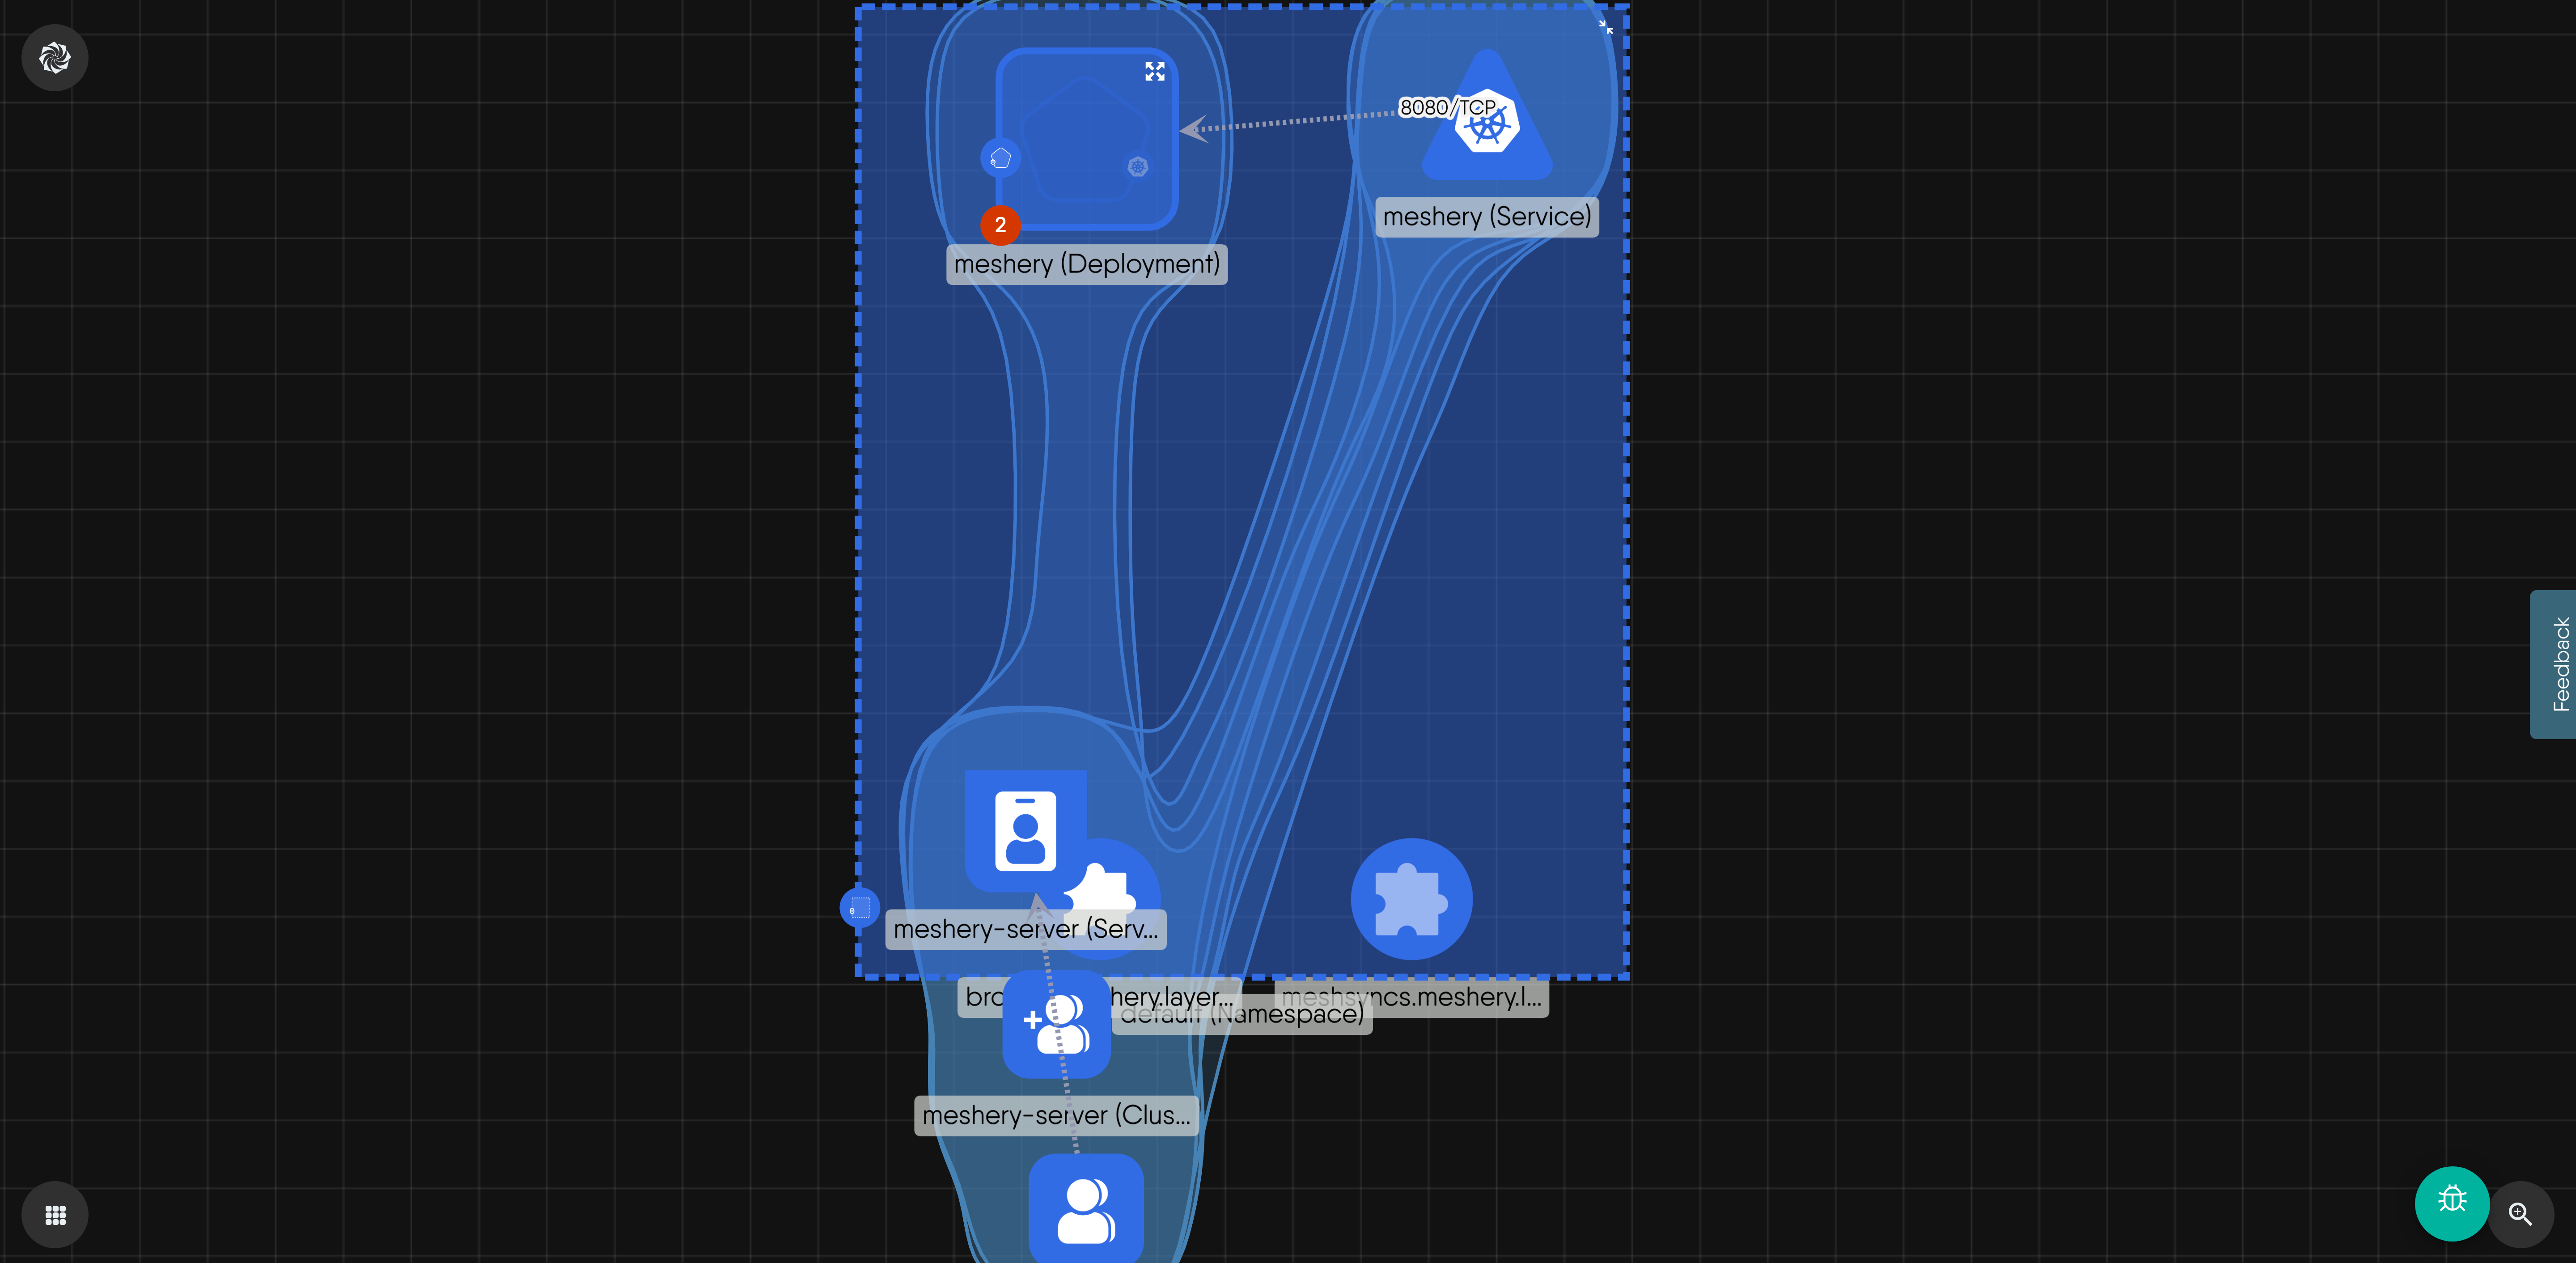 8080/TCP
meshery (Service)
2
meshery (Deployment)
Feedback
meshery-server (Serv...
bro hery.layer...
meshsyncs.meshery.l...
default (Namespace)
meshery-server (Clus...